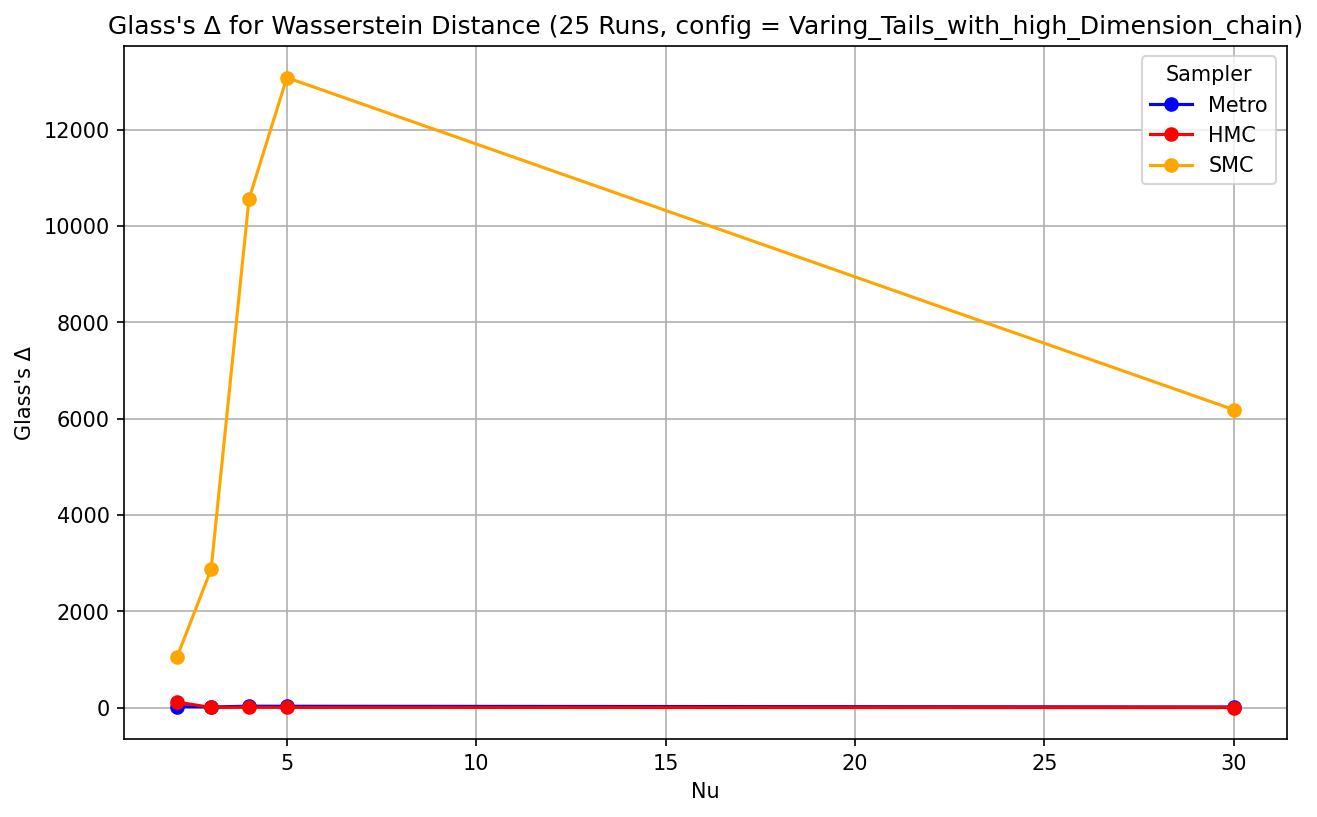 Glass's Δ for Wasserstein Distance (25 Runs, config = Varing_Tails_with_high_Dimension_chain)
Sampler
Metro
HMC
SMC
Glass's Δ
12000
10000
8000
6000
4000
2000
0
5 10 15 20 25 30
Nu